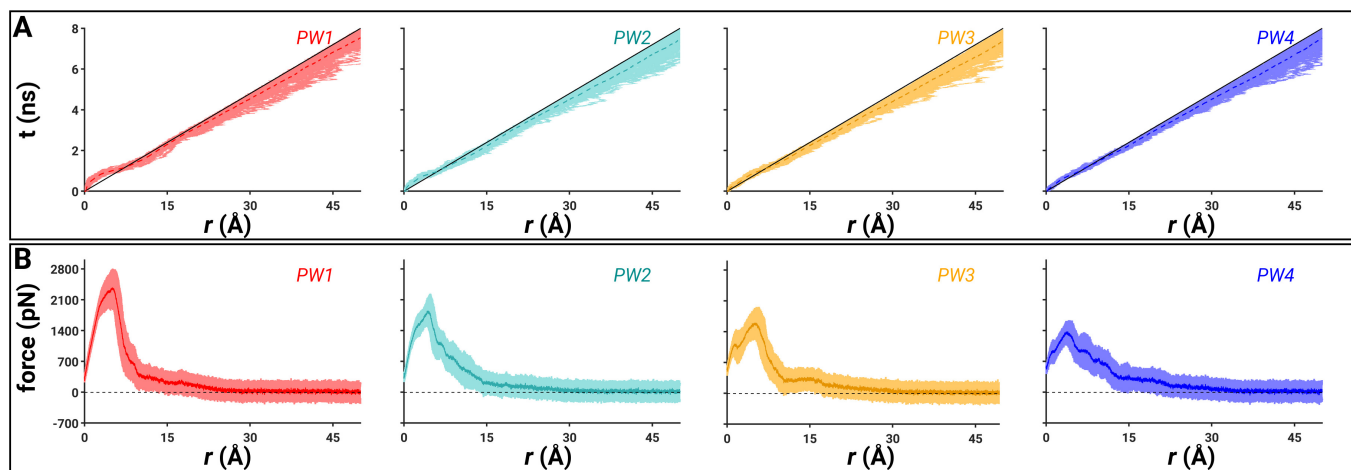 A
PW1 PW2 PW3 PW4
t (ns)
8
6
4
2
0
0 15 30 45 0 15 30 45 0 15 30 45 0 15 30 45
r (Å) r (Å) r (Å) r (Å)
B
PW1 PW2 PW3 PW4
force (pN)
2800
2100
1400
700
0
-700
0 15 30 45 0 15 30 45 0 15 30 45 0 15 30 45
r (Å) r (Å) r (Å) r (Å)